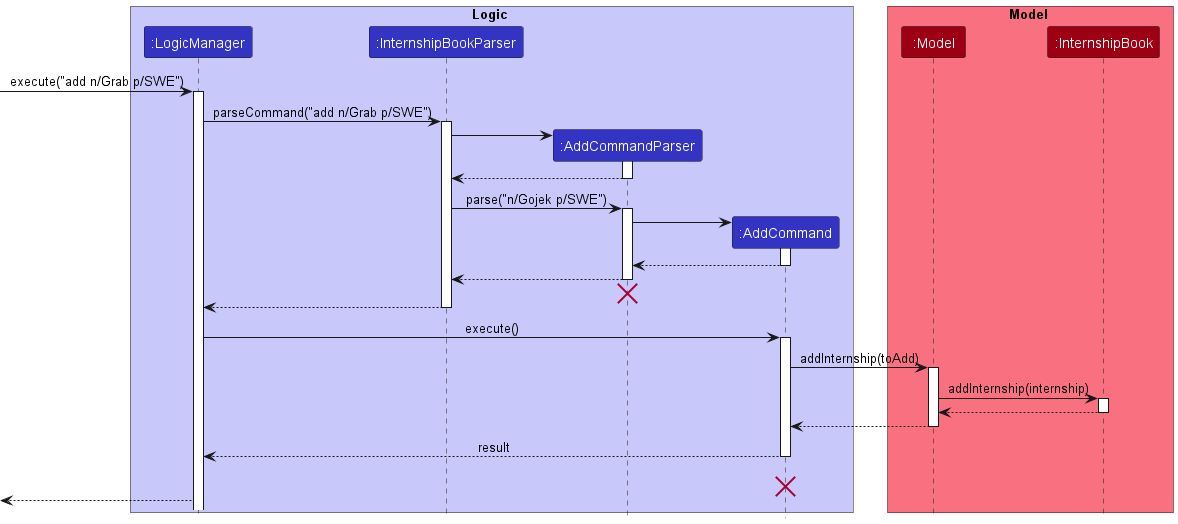 Logic
Model
:LogicManager
:InternshipBookParser
:Model
:InternshipBook
execute("add n/Grab p/SWE")
parseCommand("add n/Grab p/SWE")
:AddCommandParser
parse("n/Gojek p/SWE")
:AddCommand
execute()
addInternship(toAdd)
addInternship(internship)
result